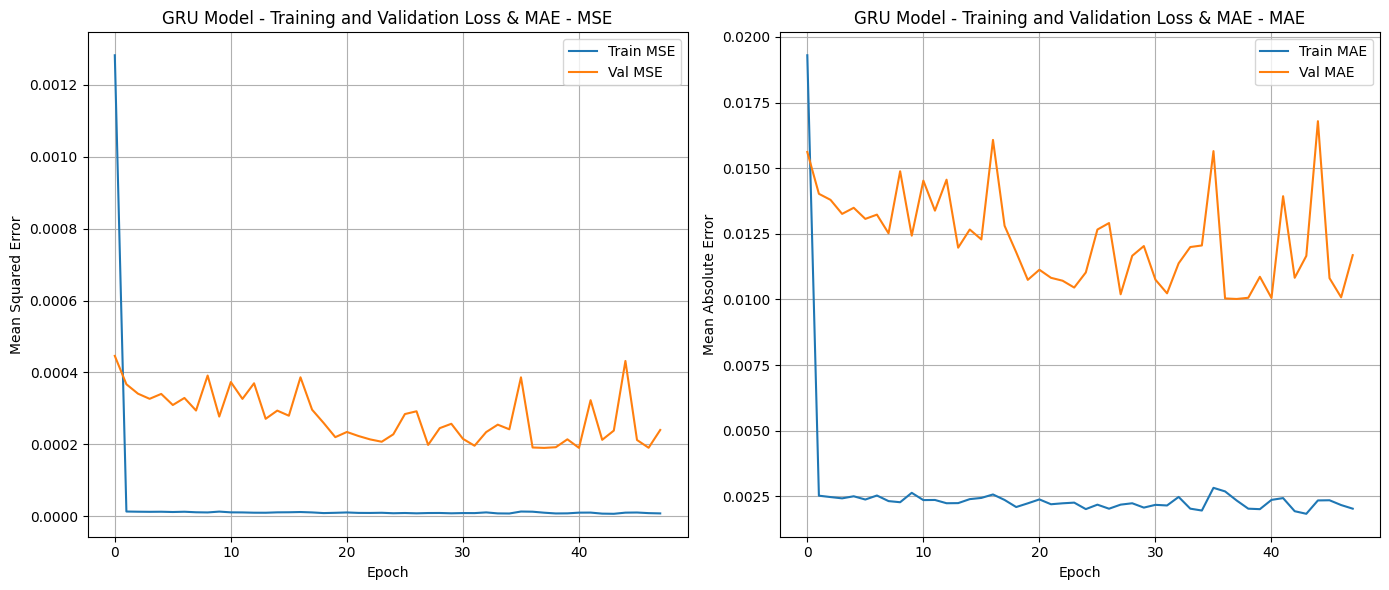 GRU Model - Training and Validation Loss & MAE - MSE
Train MSE
Val MSE
Mean Squared Error
0.0012
0.0010
0.0008
0.0006
0.0004
0.0002
0.0000
0
10
20
30
40
Epoch
GRU Model - Training and Validation Loss & MAE - MAE
Train MAE
Val MAE
Mean Absolute Error
0.0200
0.0175
0.0150
0.0125
0.0100
0.0075
0.0050
0.0025
0
10
20
30
40
Epoch